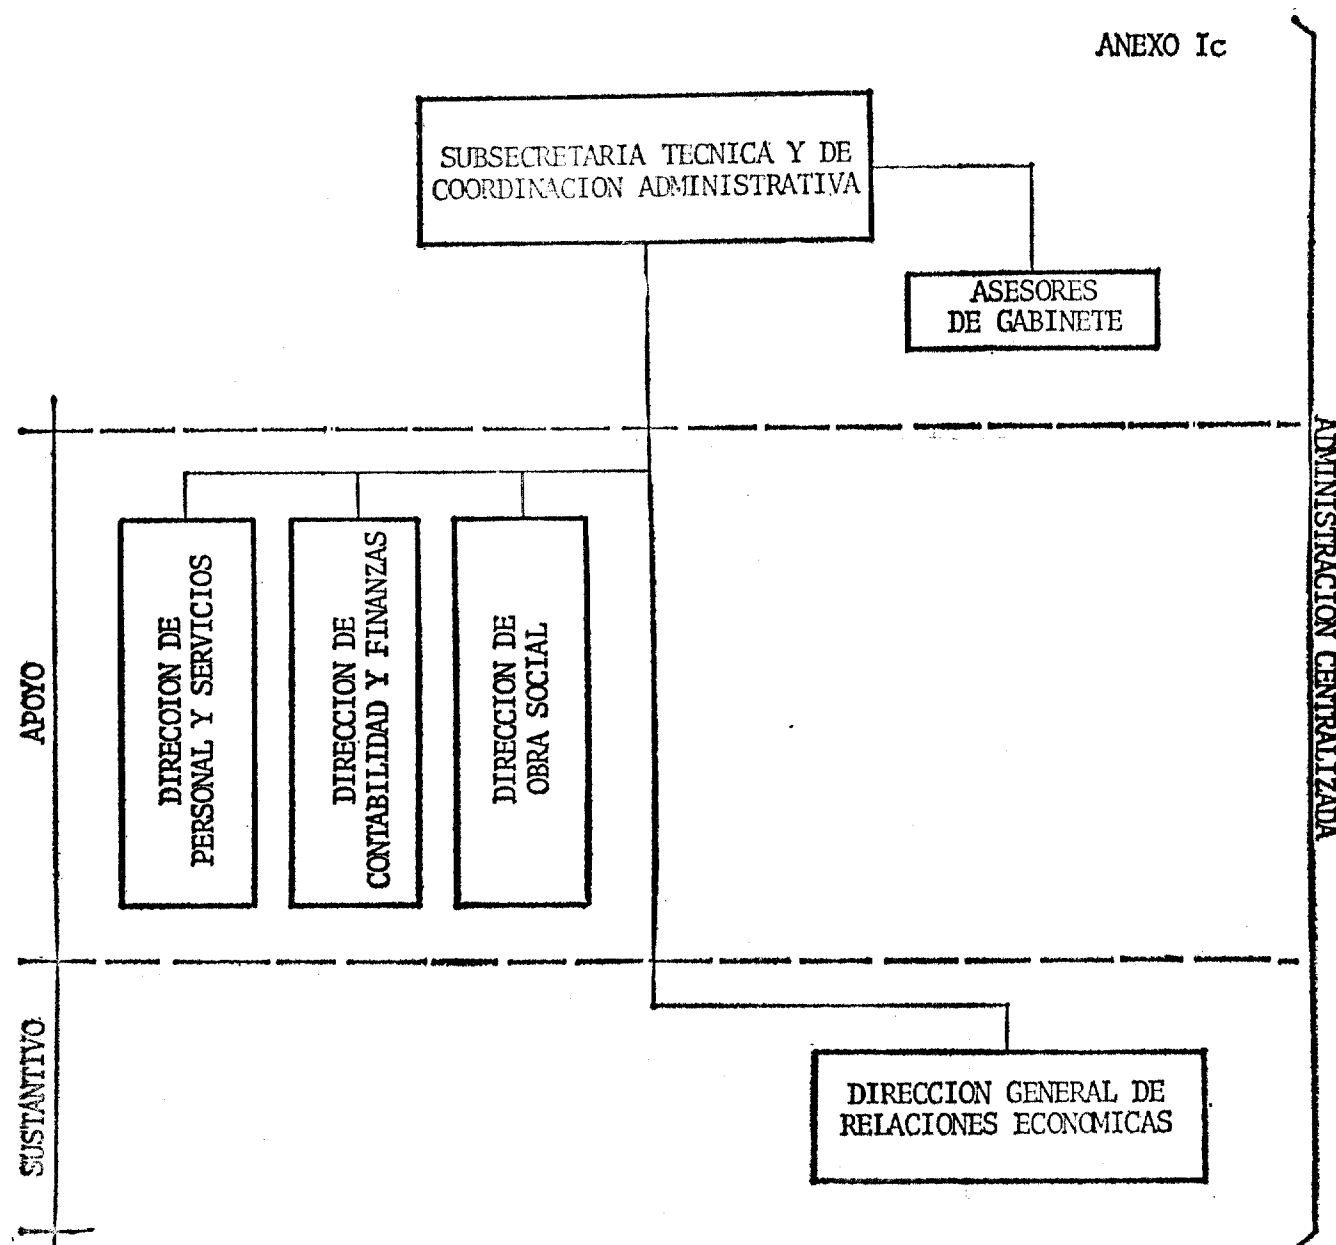 ANEXO Ic
SUBSECRETARIA TECNICA Y DE
COORDINACION ADMINISTRATIVA
ASESORES
DE GABINETE
APOYO
DIRECOION DE
PERSONAL Y SERVICIOS
DIRECCION DE
CONTABILIDAD Y FINANZAS
DIRECCION DE
OBRA SOCIAL
ADMINISTRACION CENTRALIZADA
SUSTANTIVO
DIRECCION GENERAL DE
RELACIONES ECONOMICAS